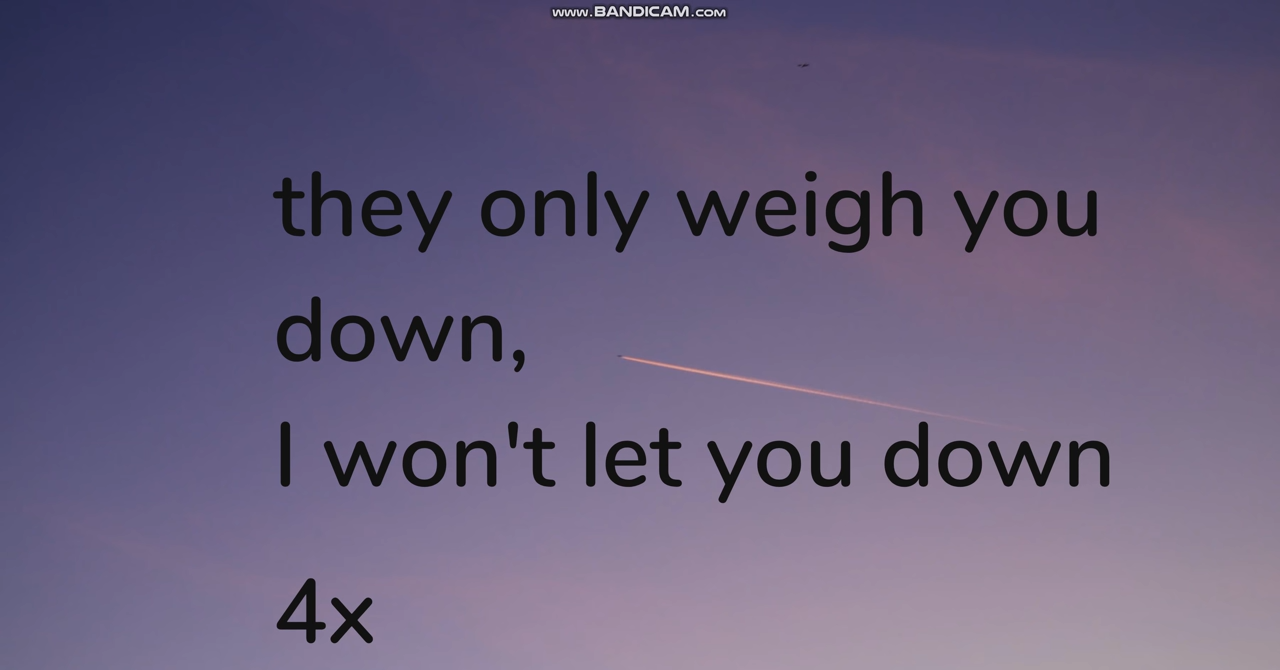 www.BANDICAM.com
they only weigh you
down,
I won't let you down
4x